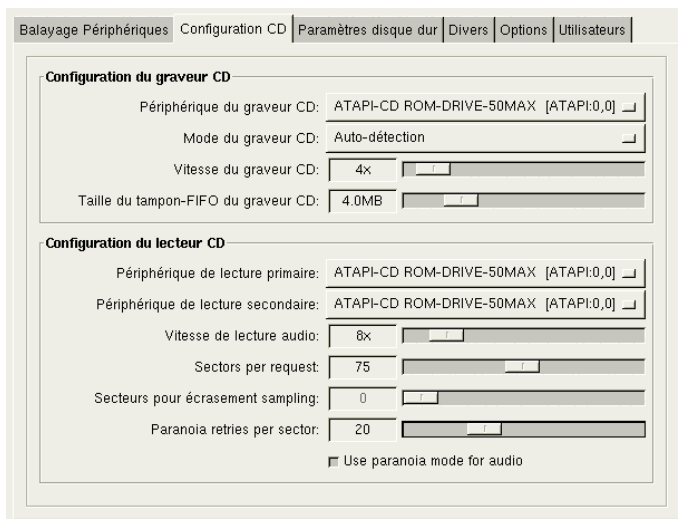 Balayage Périphériques Configuration CD Paramètres disque dur Divers Options Utilisateurs
Configuration du graveur CD
Périphérique du graveur CD: ATAPI-CD ROM-DRIVE-50MAX [ATAPI:0,0]
Mode du graveur CD: Auto-détection
Vitesse du graveur CD: 4x
Taille du tampon-FIFO du graveur CD: 4.0MB
Configuration du lecteur CD
Périphérique de lecture primaire: ATAPI-CD ROM-DRIVE-50MAX [ATAPI:0,0]
Périphérique de lecture secondaire: ATAPI-CD ROM-DRIVE-50MAX [ATAPI:0,0]
Vitesse de lecture audio: 8x
Sectors per request: 75
Secteurs pour écrasement sampling: 0
Paranoia retries per sector: 20
Use paranoia mode for audio